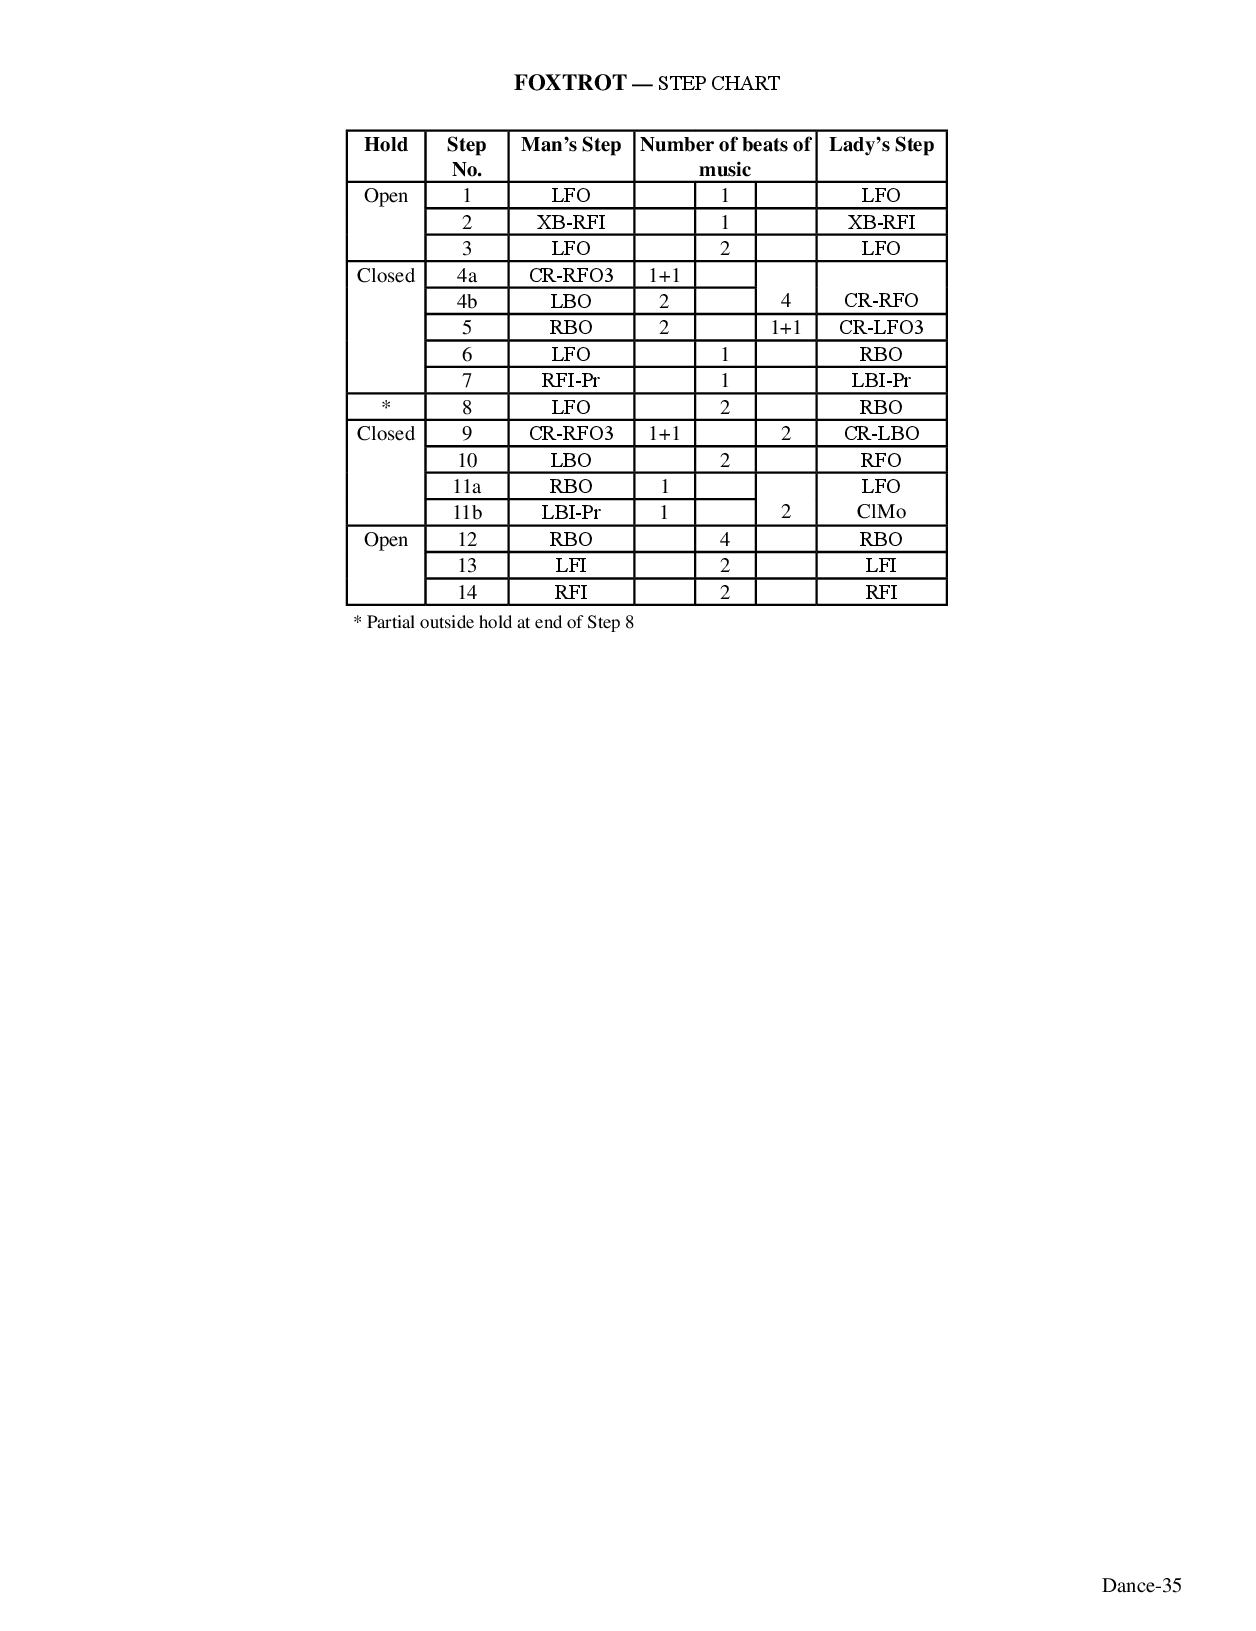 FOXTROT — STEP CHART
Hold Step No. Man's Step Number of beats of music Lady's Step
Open 1 LFO 1 LFO
2 XB-RFI 1 XB-RFI
3 LFO 2 LFO
Closed 4a CR-RFO3 1+1
4b LBO 2 4 CR-RFO
5 RBO 2 1+1 CR-LFO3
6 LFO 1 RBO
7 RFI-Pr 1 LBI-Pr
* 8 LFO 2 RBO
Closed 9 CR-RFO3 1+1 2 CR-LBO
10 LBO 2 RFO
11a RBO 1 LFO
11b LBI-Pr 1 2 ClMo
Open 12 RBO 4 RBO
13 LFI 2 LFI
14 RFI 2 RFI
* Partial outside hold at end of Step 8
Dance-35